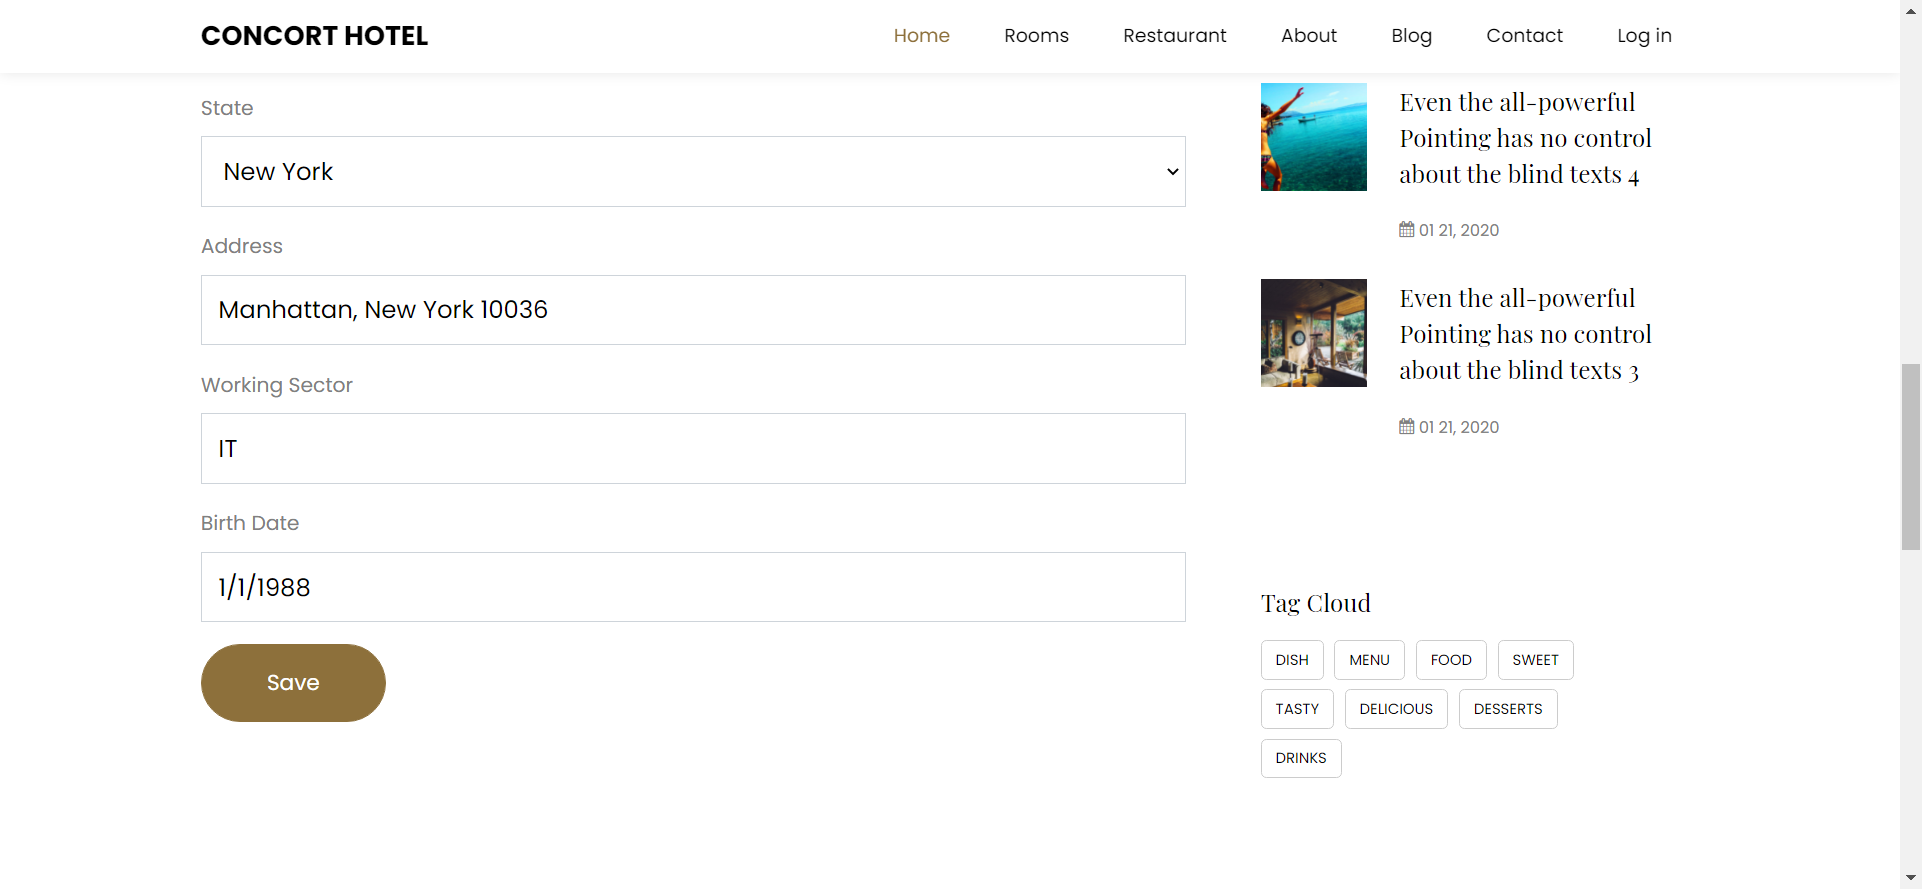 CONCORT HOTEL
Home
Rooms
Restaurant
About
Blog
Contact
Log in
State
New York
Address
Manhattan, New York 10036
Working Sector
IT
Birth Date
1/1/1988
Save
Even the all-powerful
Pointing has no control
about the blind texts 4
01 21, 2020
Even the all-powerful
Pointing has no control
about the blind texts 3
01 21, 2020
Tag Cloud
DISH
MENU
FOOD
SWEET
TASTY
DELICIOUS
DESSERTS
DRINKS